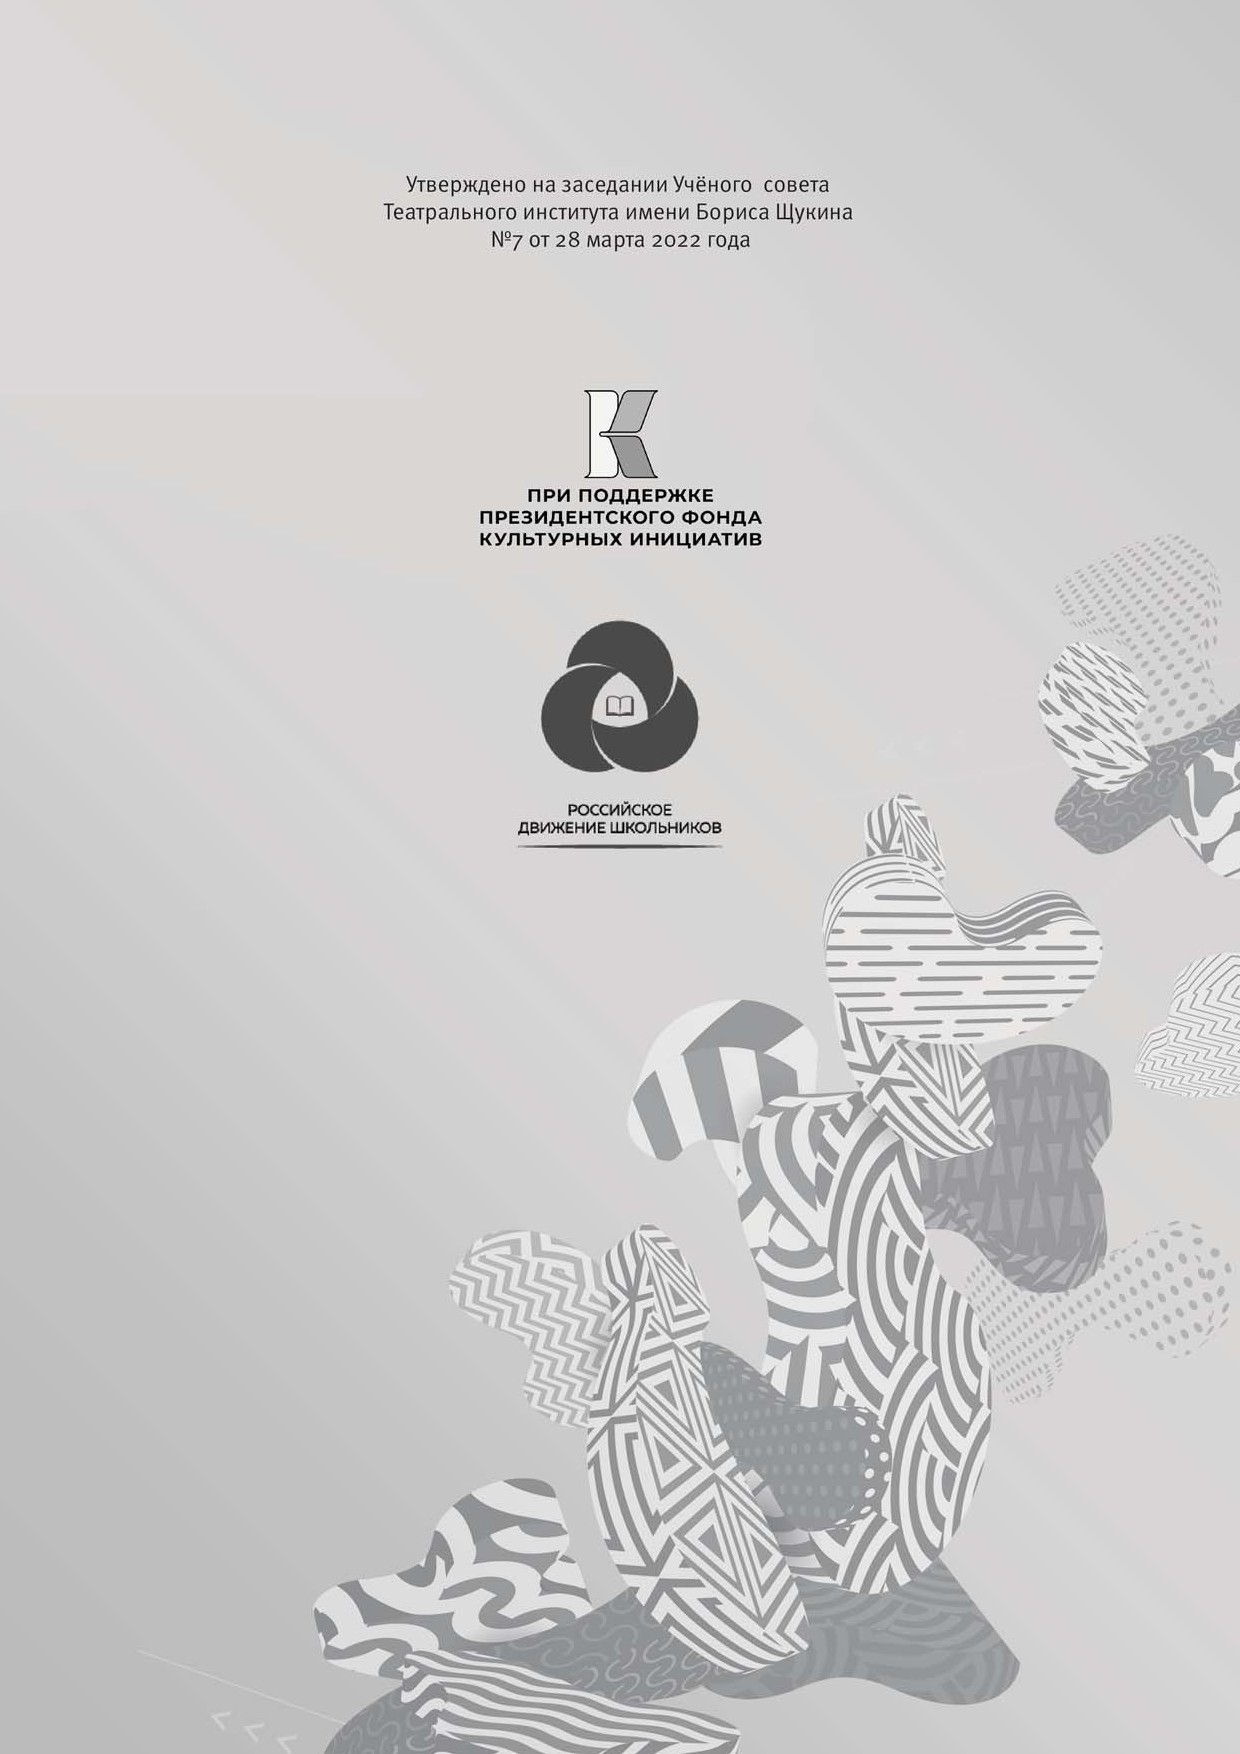 Утверждено на заседании Учёного совета
Театрального института имени Бориса Щукина
№7 от 28 марта 2022 года
ПРИ ПОДДЕРЖКЕ
ПРЕЗИДЕНТСКОГО ФОНДА
КУЛЬТУРНЫХ ИНИЦИАТИВ
РОССИЙСКОЕ
ДВИЖЕНИЕ ШКОЛЬНИКОВ